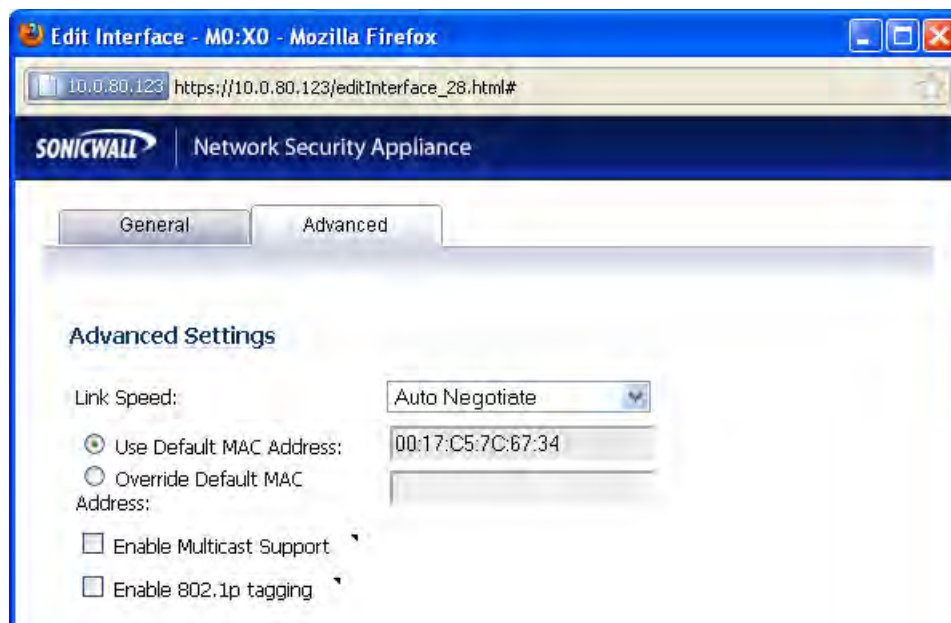 Edit Interface - M0:X0 - Mozilla Firefox
10.0.80.123 https://10.0.80.123/editInterface_28.html#
SONICWALL Network Security Appliance
General Advanced
Advanced Settings
Link Speed: Auto Negotiate
Use Default MAC Address: 00:17:C5:7C:67:34
Override Default MAC
Address:
Enable Multicast Support
Enable 802.1p tagging